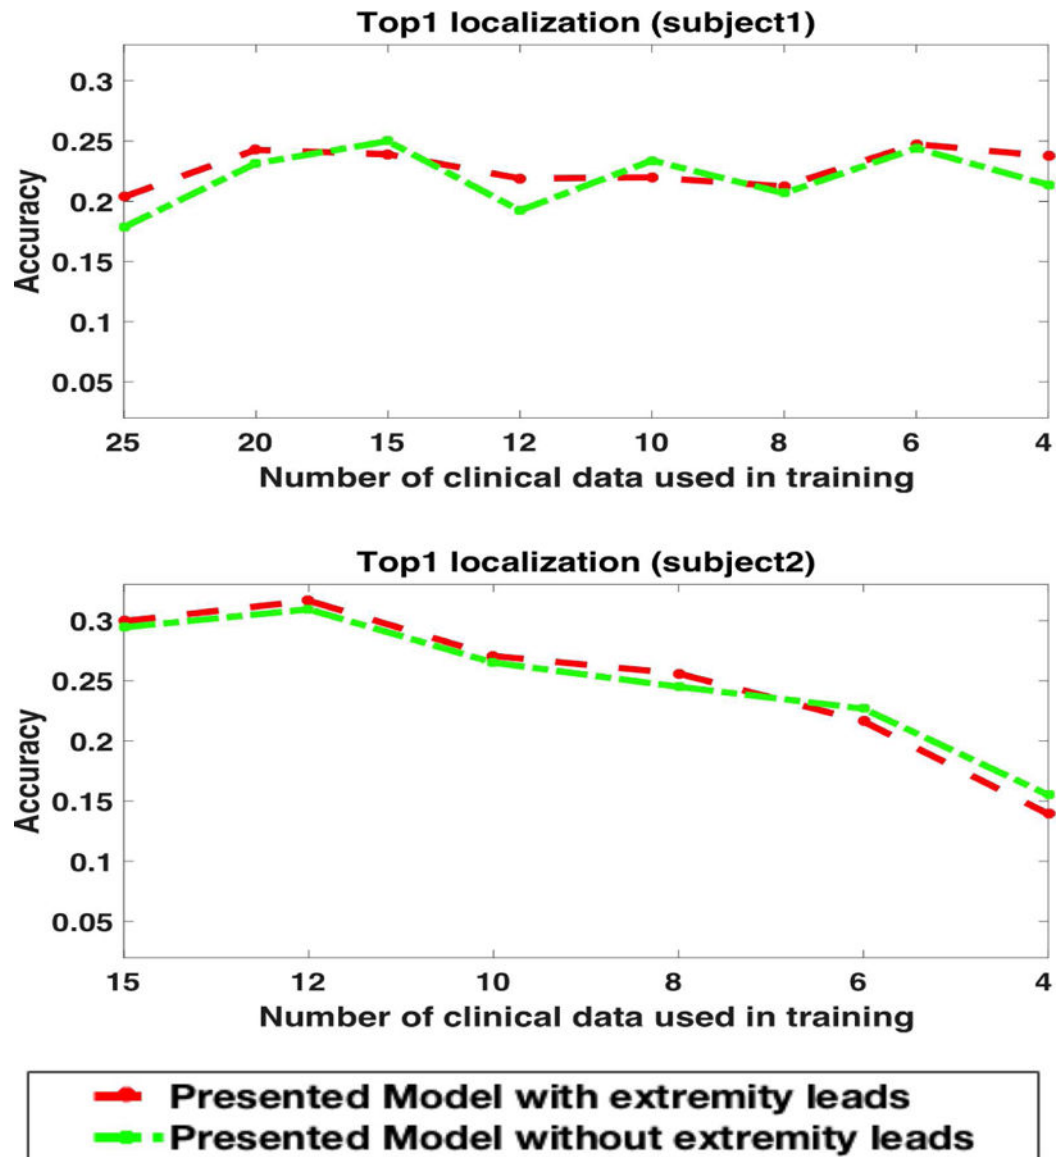 Top1 localization (subject1)
0.3
0.25
0.2
0.15
0.1
0.05
Accuracy
25 20 15 12 10 8 6 4
Number of clinical data used in training
Top1 localization (subject2)
0.3
0.25
0.2
0.15
0.1
0.05
Accuracy
15 12 10 8 6 4
Number of clinical data used in training
Presented Model with extremity leads
Presented Model without extremity leads